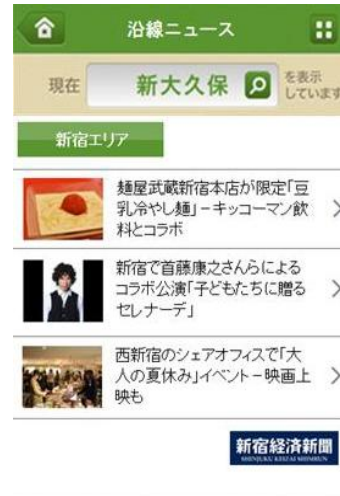 沿線ニュース
現在 新大久保 を表示
しています
新宿エリア
麺屋武蔵新宿本店が限定「豆
乳冷やし麺」－キッコーマン飲
料とコラボ
新宿で首藤康之さんらによる
コラボ公演「子どもたちに贈る
セレナーデ」
西新宿のシェアオフィスで「大
人の夏休み」イベント－映画上
映も
新宿経済新聞
SHINJUKU KEIZAI SHIMBUN